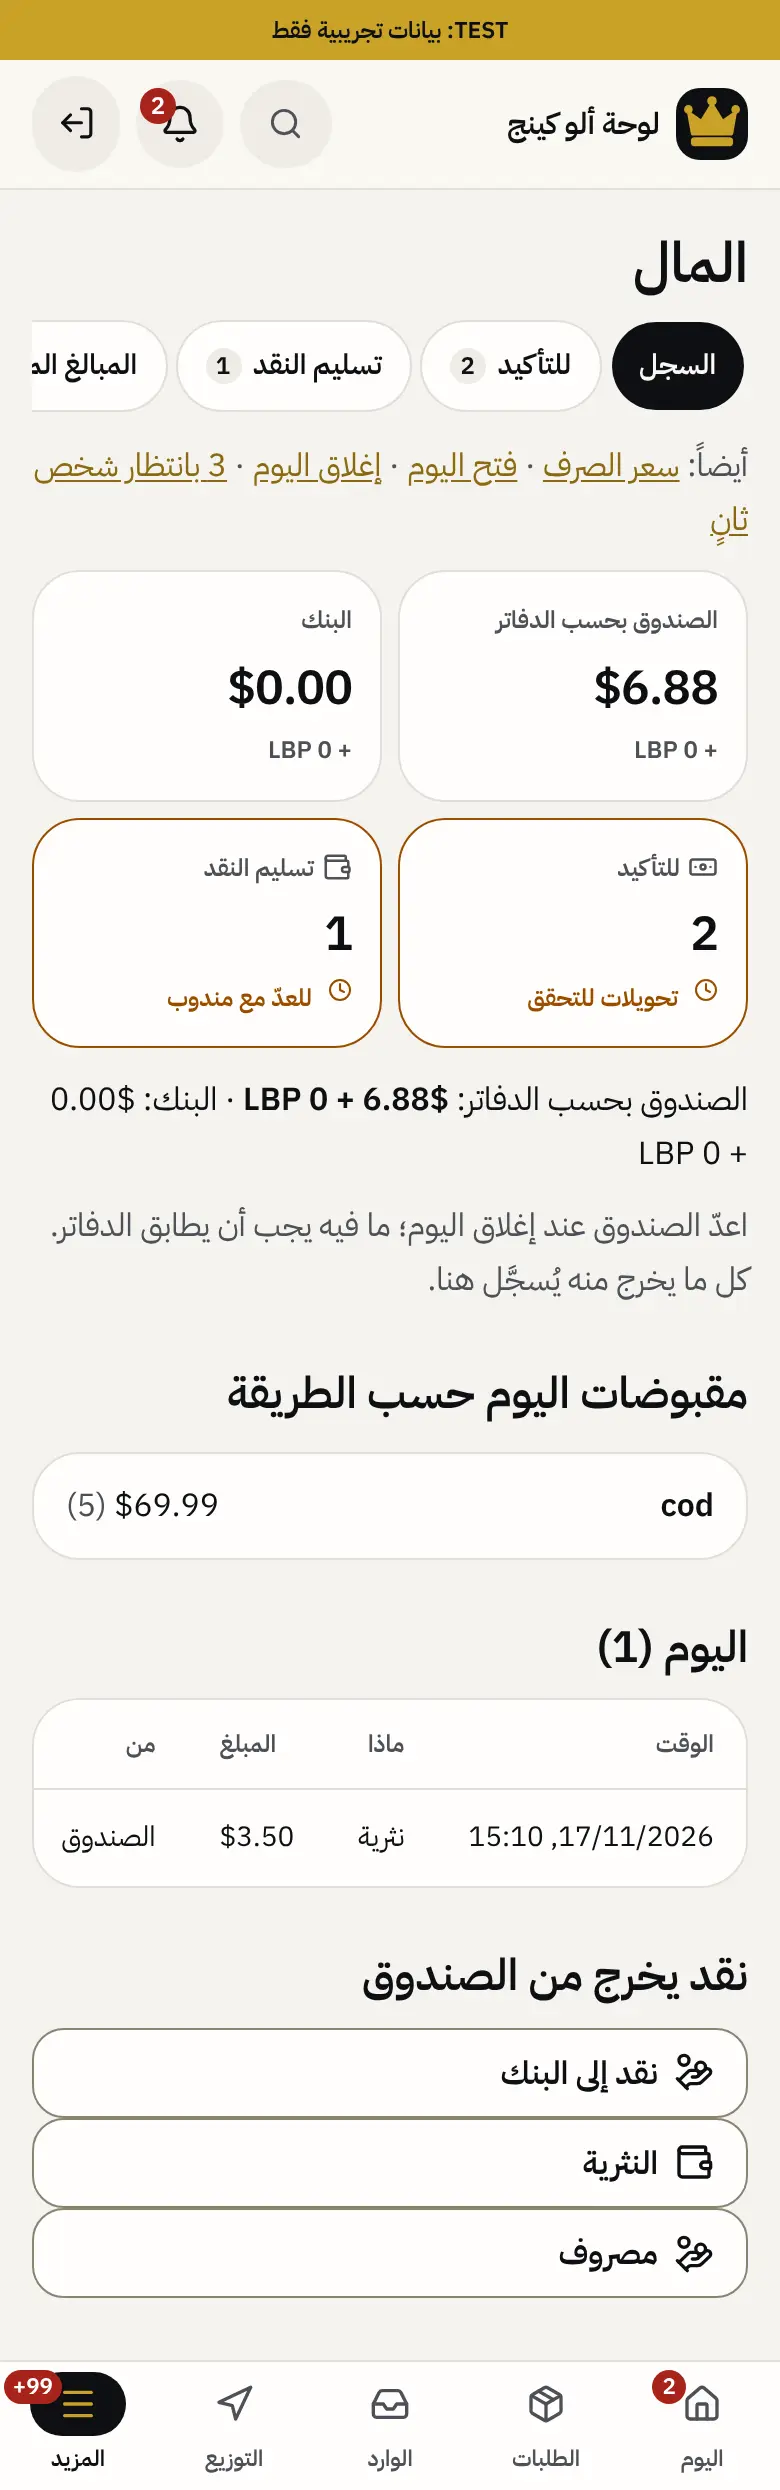 TEST: بيانات تجريبية فقط
لوحة ألو كينج
2
المال
السجل
للتأكيد 2
تسليم النقد 1
المبالغ الم
أيضاً: سعر الصرف · فتح اليوم · إغلاق اليوم · 3 بانتظار شخص
ثانٍ
الصندوق بحسب الدفاتر
$6.88
+ LBP 0
البنك
$0.00
+ LBP 0
للتأكيد
2
تحويلات للتحقق
تسليم النقد
1
للعدّ مع مندوب
الصندوق بحسب الدفاتر: $6.88 + LBP 0 · البنك: $0.00
+ LBP 0
اعدّ الصندوق عند إغلاق اليوم؛ ما فيه يجب أن يطابق الدفاتر.
كل ما يخرج منه يُسجَّل هنا.
مقبوضات اليوم حسب الطريقة
cod
$69.99 (5)
اليوم (1)
الوقت ماذا المبلغ من
17/11/2026, 15:10 نثرية $3.50 الصندوق
نقد يخرج من الصندوق
نقد إلى البنك
النثرية
مصروف
2
اليوم
الطلبات
الوارد
التوزيع
+99
المزيد